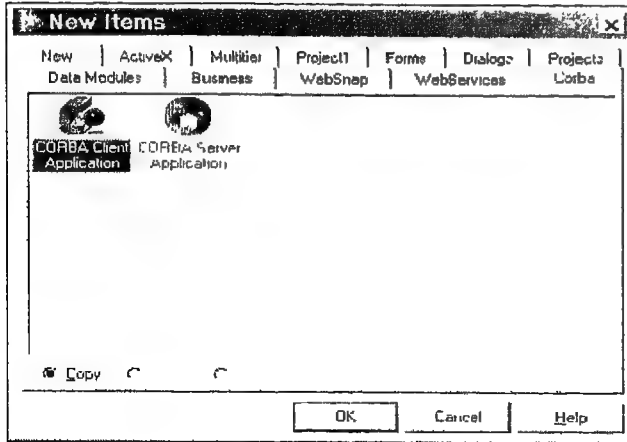 New Items
New ActiveX Multitier Project1 Forms Dialogs Projects
Data Modules Business WebSnap WebServices Corba
CORBA Client CORBA Server
Application Application
Copy
OK Cancel Help